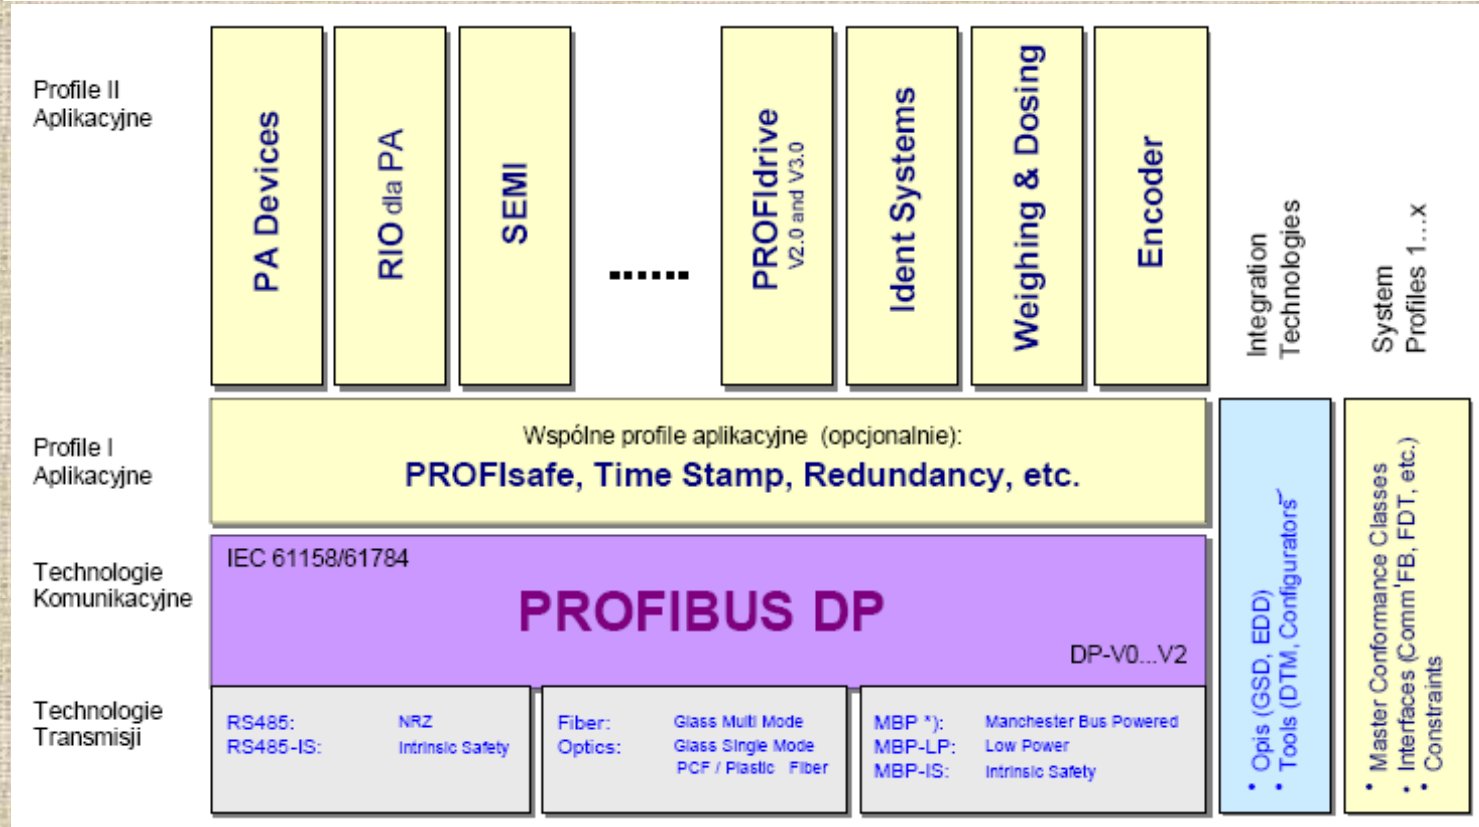 Profile II
Aplikacyjne
PA Devices
RIO dla PA
SEMI
......
PROFIdrive
V2.0 and V3.0
Ident Systems
Weighing & Dosing
Encoder
Integration
Technologies
System
Profiles 1...x
Profile I
Aplikacyjne
Wspólne profile aplikacyjne (opcjonalnie):
PROFIsafe, Time Stamp, Redundancy, etc.
Technologie
Komunikacyjne
IEC 61158/61784
PROFIBUS DP
DP-V0...V2
Technologie
Transmisji
RS485: NRZ
RS485-IS: Intrinsic Safety
Fiber: Glass Multi Mode
Optics: Glass Single Mode
PCF / Plastic Fiber
MBP *): Manchester Bus Powered
MBP-LP: Low Power
MBP-IS: Intrinsic Safety
• Opis (GSD, EDD)
• Tools (DTM, Configurators)
• Master Conformance Classes
• Interfaces (Comm'FB, FDT, etc.)
• Constraints